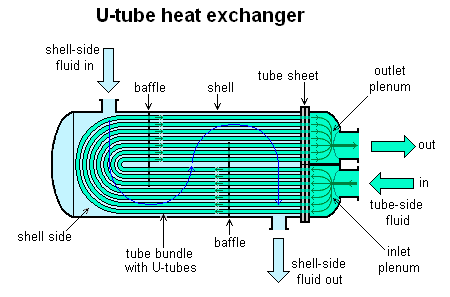 U-tube heat exchanger
shell-side
fluid in
baffle
shell
tube sheet
outlet
plenum
out
in
tube-side
fluid
shell side
tube bundle
with U-tubes
baffle
shell-side
fluid out
inlet
plenum